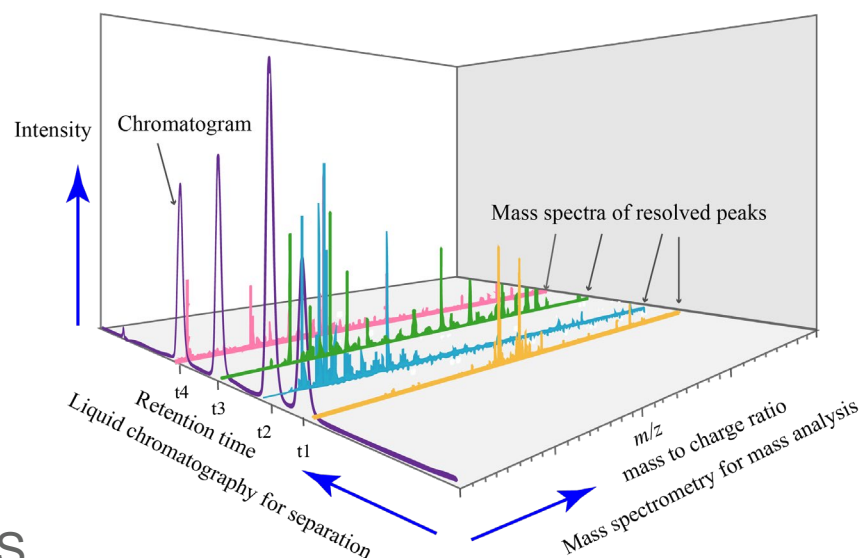 Intensity
Chromatogram
Mass spectra of resolved peaks
t4
t3
t2
t1
Retention time
Liquid chromatography for separation
m/z
mass to charge ratio
Mass spectrometry for mass analysis
s